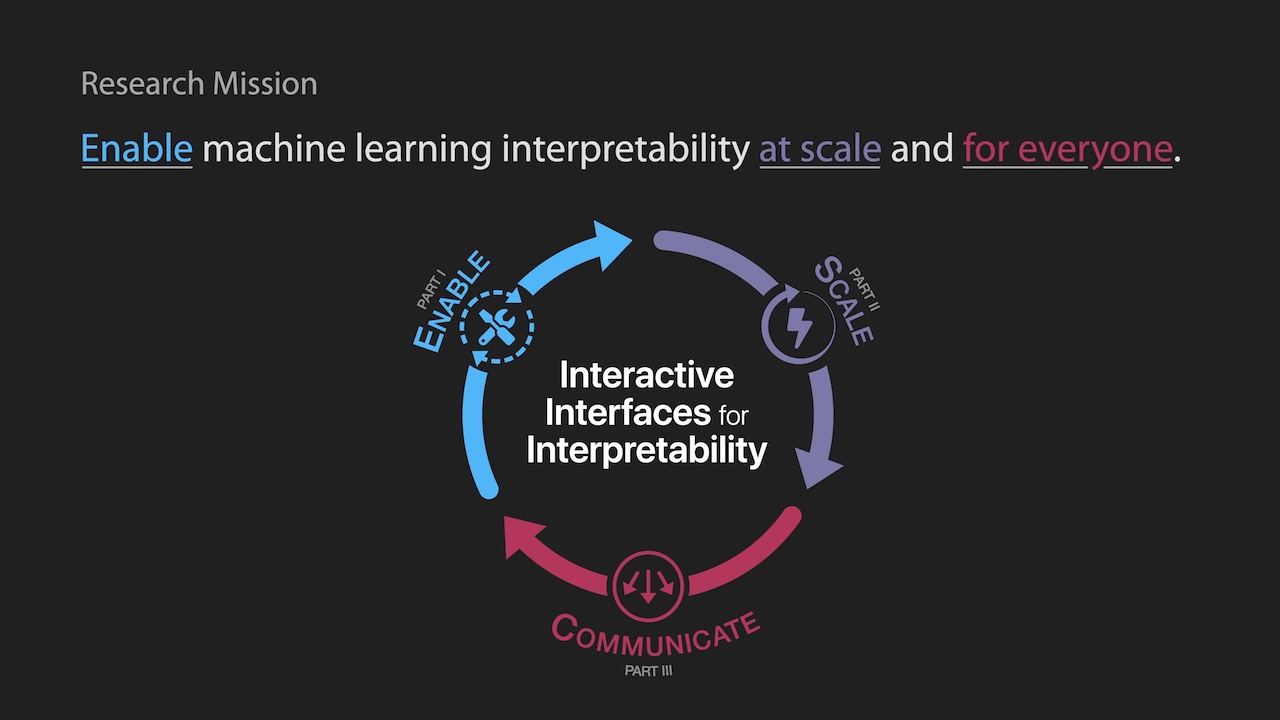 Research Mission
Enable machine learning interpretability at scale and for everyone.
PART I
ENABLE
PART II
SCALE
Interactive
Interfaces for
Interpretability
COMMUNICATE
PART III